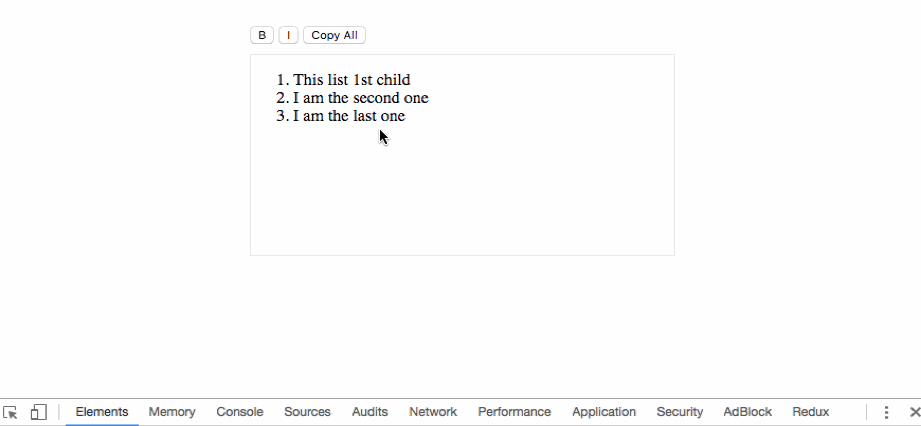 B I Copy All
1. This list 1st child
2. I am the second one
3. I am the last one
Elements Memory Console Sources Audits Network Performance Application Security AdBlock Redux